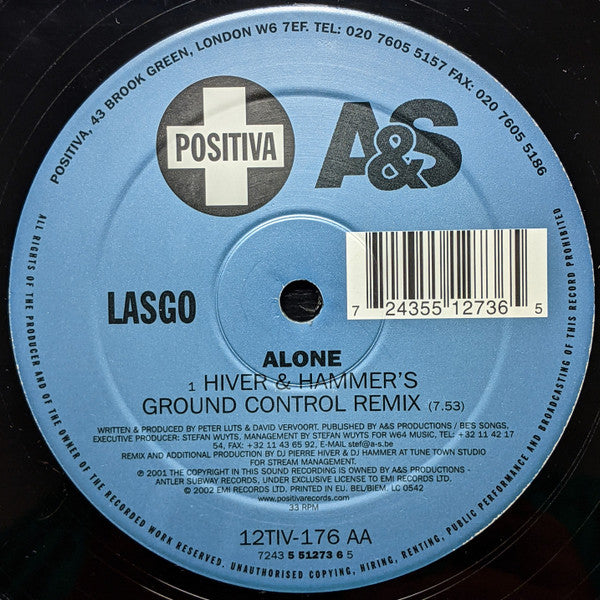 POSITIVA, 43 BROOK GREEN, LONDON W6 7EF. TEL: 020 7605 5157 FAX: 020 7605 5186
POSITIVA
A&S
7 24355 12736 5
LASGO
ALONE
1 HIVER & HAMMER'S
GROUND CONTROL REMIX (7.53)
WRITTEN & PRODUCED BY PETER LUTS & DAVID VERVOORT. PUBLISHED BY A&S PRODUCTIONS / BE'S SONGS,
EXECUTIVE PRODUCER: STEFAN WUYTS, MANAGEMENT BY STEFAN WUYTS FOR W64 MUSIC, TEL: +32 11 42 17
54, FAX: +32 11 43 65 92, E-MAIL stef@a-s.be
REMIX AND ADDITIONAL PRODUCTION BY DJ PIERRE HIVER & DJ HAMMER AT TUNE TOWN STUDIO
FOR STREAM MANAGEMENT.
℗ 2001 THE COPYRIGHT IN THIS SOUND RECORDING IS OWNED BY A&S PRODUCTIONS -
ANTLER SUBWAY RECORDS, UNDER EXCLUSIVE LICENSE TO EMI RECORDS LTD.
© 2002 EMI RECORDS LTD. PRINTED IN EU. BEL/BIEM. LC 0542
www.positivarecords.com
33 RPM
12TIV-176 AA
7243 5 51273 6 5
ALL RIGHTS OF THE PRODUCER AND OF THE OWNER OF THE RECORDED WORK RESERVED. UNAUTHORISED COPYING, HIRING, RENTING, PUBLIC PERFORMANCE AND BROADCASTING OF THIS RECORD PROHIBITED